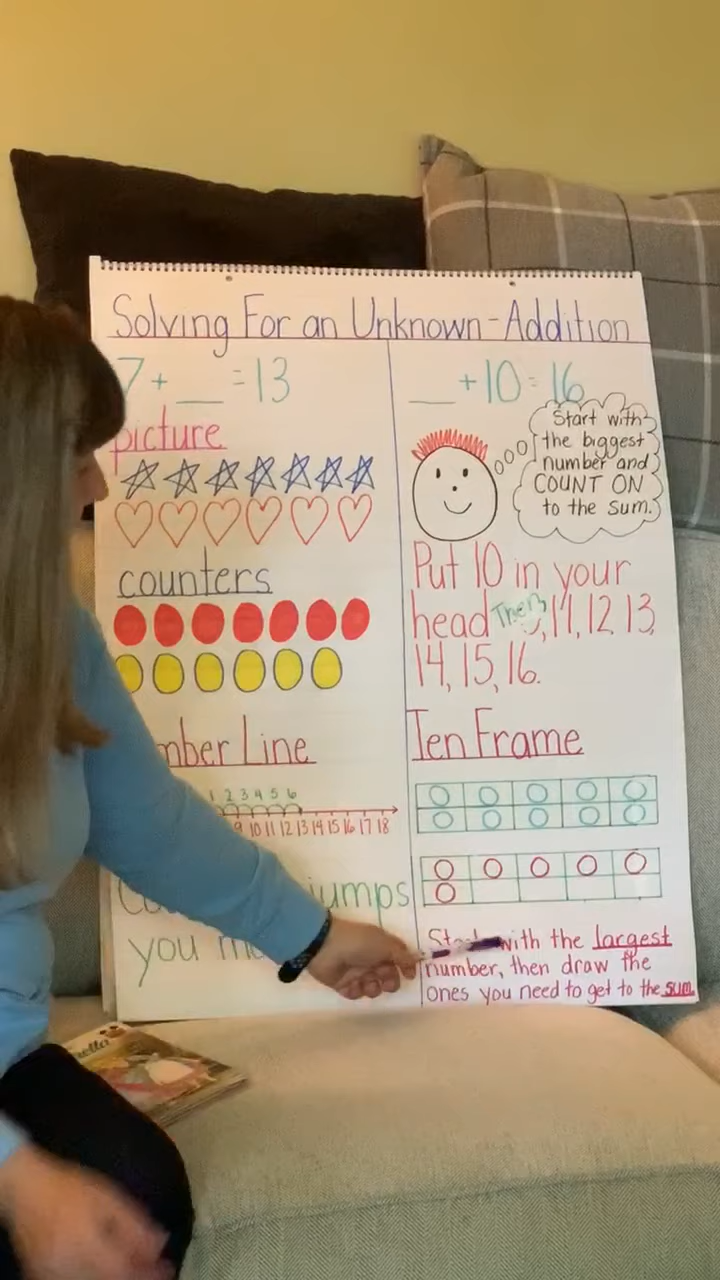 Solving For an Unknown-Addition
7 + __ = 13
picture
counters
Line
1 2 3 4 5 6
9 10 11 12 13 14 15 16 17 18
jumps
you
__ + 10 = 16
Start with
the biggest
number and
COUNT ON
to the sum.
Put 10 in your
head Then, 11, 12 13,
14, 15, 16.
Ten Frame
with the largest
number, then draw the
ones you need to get to the sum.